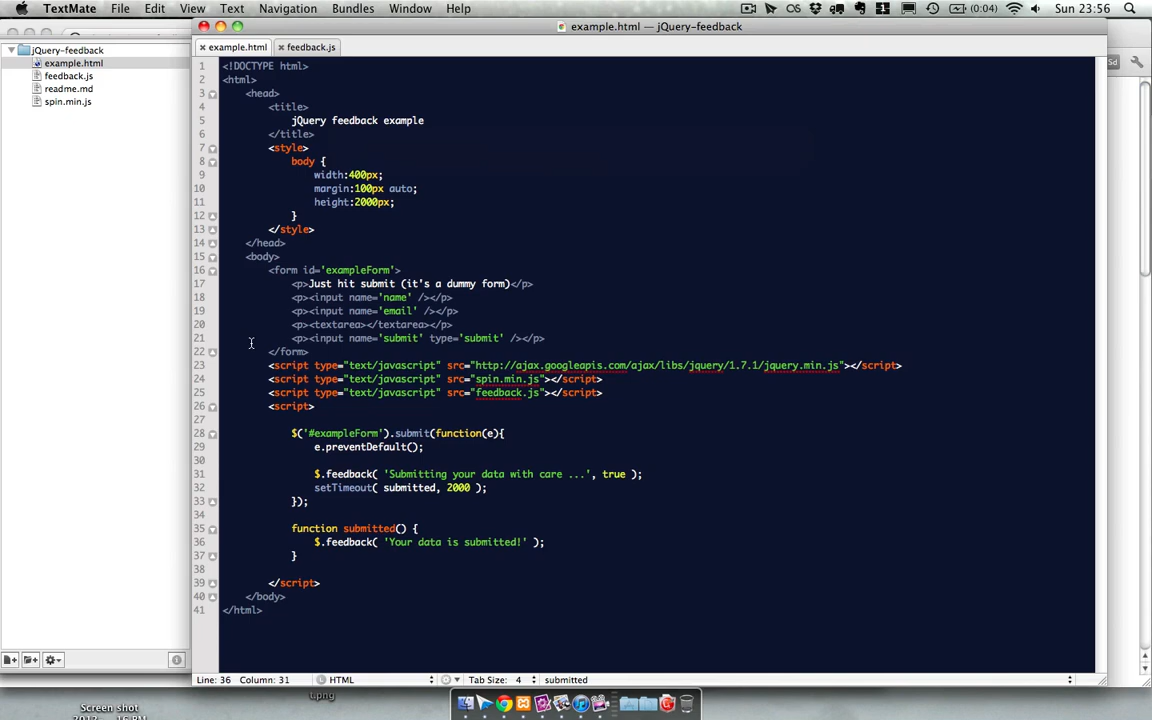 TextMate File Edit View Text Navigation Bundles Window Help (0:04) Sun 23:56
example.html — jQuery-feedback
jQuery-feedback
example.html
feedback.js
readme.md
spin.min.js
example.html feedback.js
1 <!DOCTYPE html>
2 <html>
3 <head>
4 <title>
5 jQuery feedback example
6 </title>
7 <style>
8 body {
9 width:400px;
10 margin:100px auto;
11 height:2000px;
12 }
13 </style>
14 </head>
15 <body>
16 <form id='exampleForm'>
17 <p>Just hit submit (it's a dummy form)</p>
18 <p><input name='name' /></p>
19 <p><input name='email' /></p>
20 <p><textarea></textarea></p>
21 <p><input name='submit' type='submit' /></p>
22 </form>
23 <script type="text/javascript" src="http://ajax.googleapis.com/ajax/libs/jquery/1.7.1/jquery.min.js"></script>
24 <script type="text/javascript" src="spin.min.js"></script>
25 <script type="text/javascript" src="feedback.js"></script>
26 <script>
27
28 $('#exampleForm').submit(function(e){
29 e.preventDefault();
30
31 $.feedback( 'Submitting your data with care ...', true );
32 setTimeout( submitted, 2000 );
33 });
34
35 function submitted() {
36 $.feedback( 'Your data is submitted!' );
37 }
38
39 </script>
40 </body>
41 </html>
Line: 36 Column: 31 HTML Tab Size: 4 submitted
Screen shot